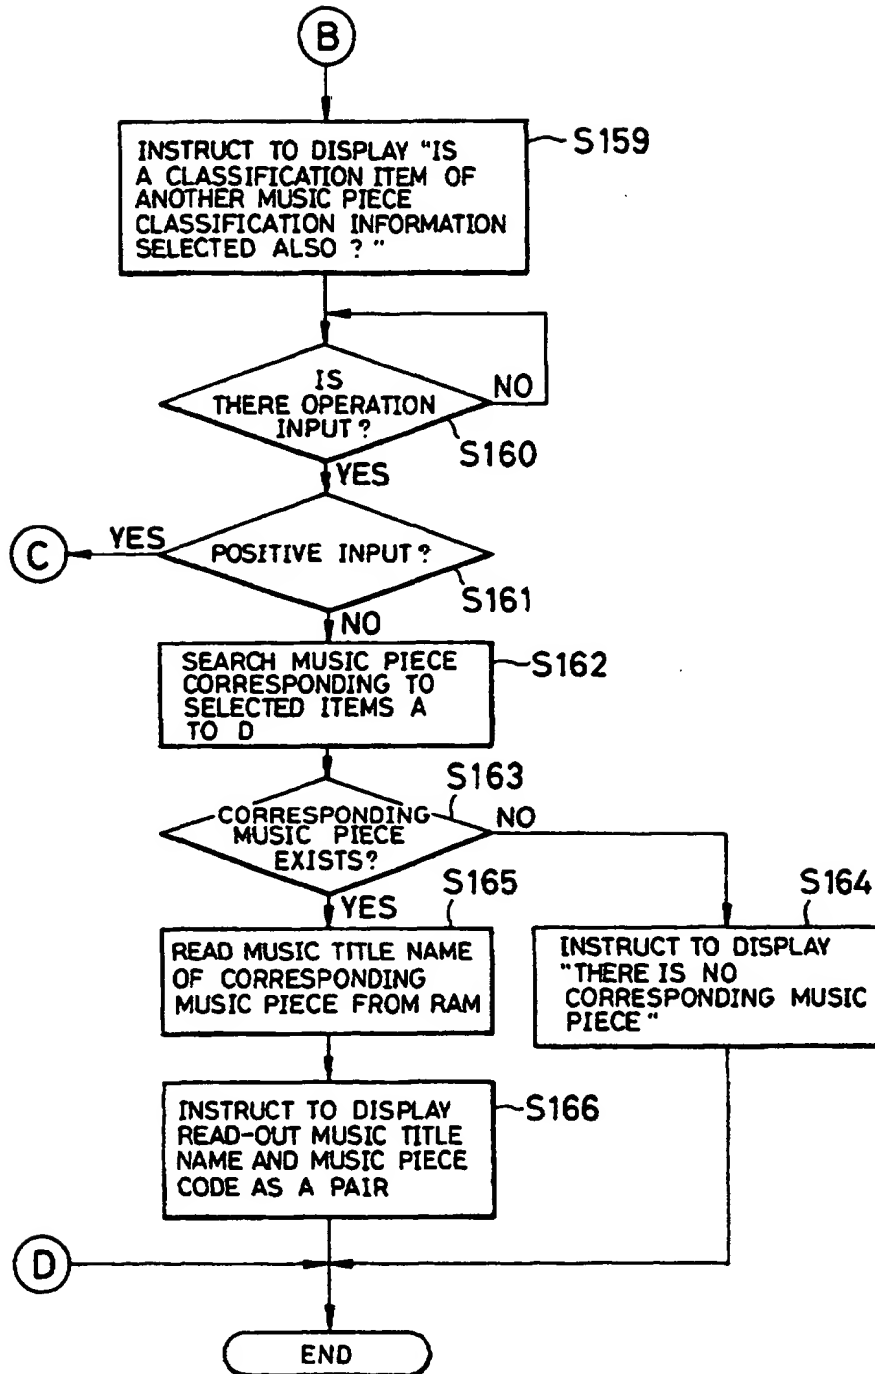 B
INSTRUCT TO DISPLAY "IS
A CLASSIFICATION ITEM OF
ANOTHER MUSIC PIECE
CLASSIFICATION INFORMATION
SELECTED ALSO ? "
S159
IS
THERE OPERATION
INPUT?
NO
S160
YES
POSITIVE INPUT?
YES
C
S161
NO
SEARCH MUSIC PIECE
CORRESPONDING TO
SELECTED ITEMS A
TO D
S162
S163
CORRESPONDING
MUSIC PIECE
EXISTS?
NO
YES
S165
S164
READ MUSIC TITLE NAME
OF CORRESPONDING
MUSIC PIECE FROM RAM
INSTRUCT TO DISPLAY
"THERE IS NO
CORRESPONDING MUSIC
PIECE"
INSTRUCT TO DISPLAY
READ-OUT MUSIC TITLE
NAME AND MUSIC PIECE
CODE AS A PAIR
S166
D
END